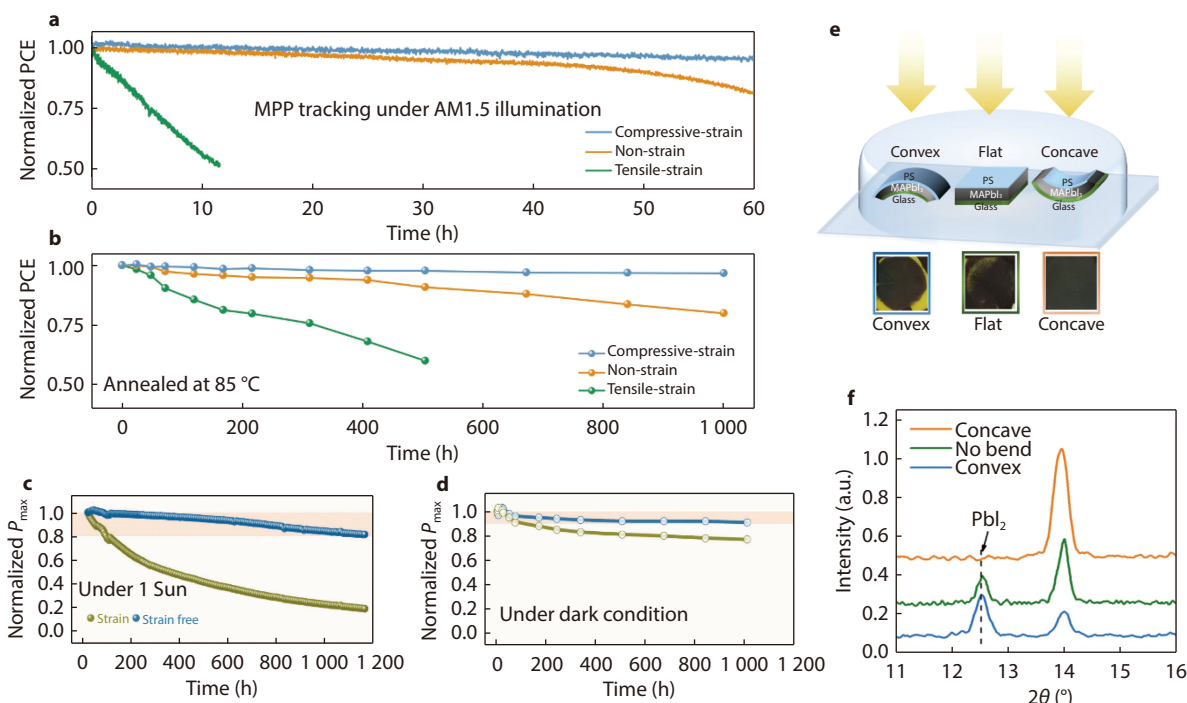 a
Normalized PCE
1.00
0.75
0.50
MPP tracking under AM1.5 illumination
Compressive-strain
Non-strain
Tensile-strain
0 10 20 30 40 50 60
Time (h)
b
Normalized PCE
1.00
0.75
0.50
Annealed at 85 °C
Compressive-strain
Non-strain
Tensile-strain
0 200 400 600 800 1 000
Time (h)
c
Normalized Pmax
1.0
0.8
0.6
0.4
0.2
0.0
Under 1 Sun
Strain Strain free
0 200 400 600 800 1 000 1 200
Time (h)
d
Normalized Pmax
1.0
0.8
0.6
0.4
0.2
0.0
Under dark condition
0 200 400 600 800 1 000 1 200
Time (h)
e
Convex Flat Concave
PS PS PS
MAPbI3 MAPbI3 MAPbI3
Glass Glass Glass
Convex Flat Concave
f
Intensity (a.u.)
1.2
1.0
0.8
0.6
0.4
0.2
0.0
Concave
No bend
Convex
PbI2
11 12 13 14 15 16
2θ (°)